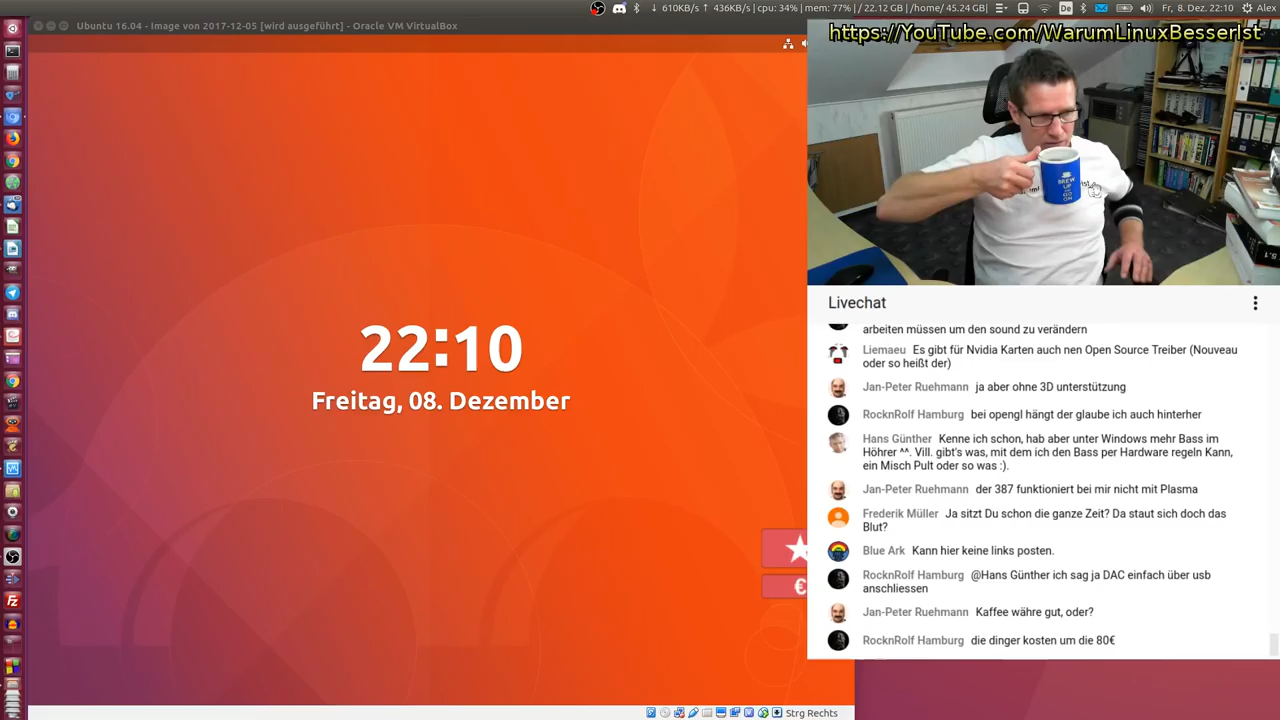 Ubuntu 16.04 - Image von 2017-12-05 [wird ausgeführt] - Oracle VM VirtualBox
↓ 610KB/s ↑ 436KB/s cpu: 34% mem: 77% // 22.12 GB /home/45.24 GB
De
Fr, 8. Dez, 22:10
Alex
https://YouTube.com/WarumLinuxBesserIst
BREW
UP
GO
ON
22:10
Freitag, 08. Dezember
€
Livechat
arbeiten müssen um den sound zu verändern
Liemaeu Es gibt für Nvidia Karten auch nen Open Source Treiber (Nouveau
oder so heißt der)
Jan-Peter Ruehmann ja aber ohne 3D unterstützung
RocknRolf Hamburg bei opengl hängt der glaube ich auch hinterher
Hans Günther Kenne ich schon, hab aber unter Windows mehr Bass im
Höhrer ^^. Vill. gibt's was, mit dem ich den Bass per Hardware regeln Kann,
ein Misch Pult oder so was :).
Jan-Peter Ruehmann der 387 funktioniert bei mir nicht mit Plasma
Frederik Müller Ja sitzt Du schon die ganze Zeit? Da staut sich doch das
Blut?
Blue Ark Kann hier keine links posten.
RocknRolf Hamburg @Hans Günther ich sag ja DAC einfach über usb
anschliessen
Jan-Peter Ruehmann Kaffee währe gut, oder?
RocknRolf Hamburg die dinger kosten um die 80€
Strg Rechts